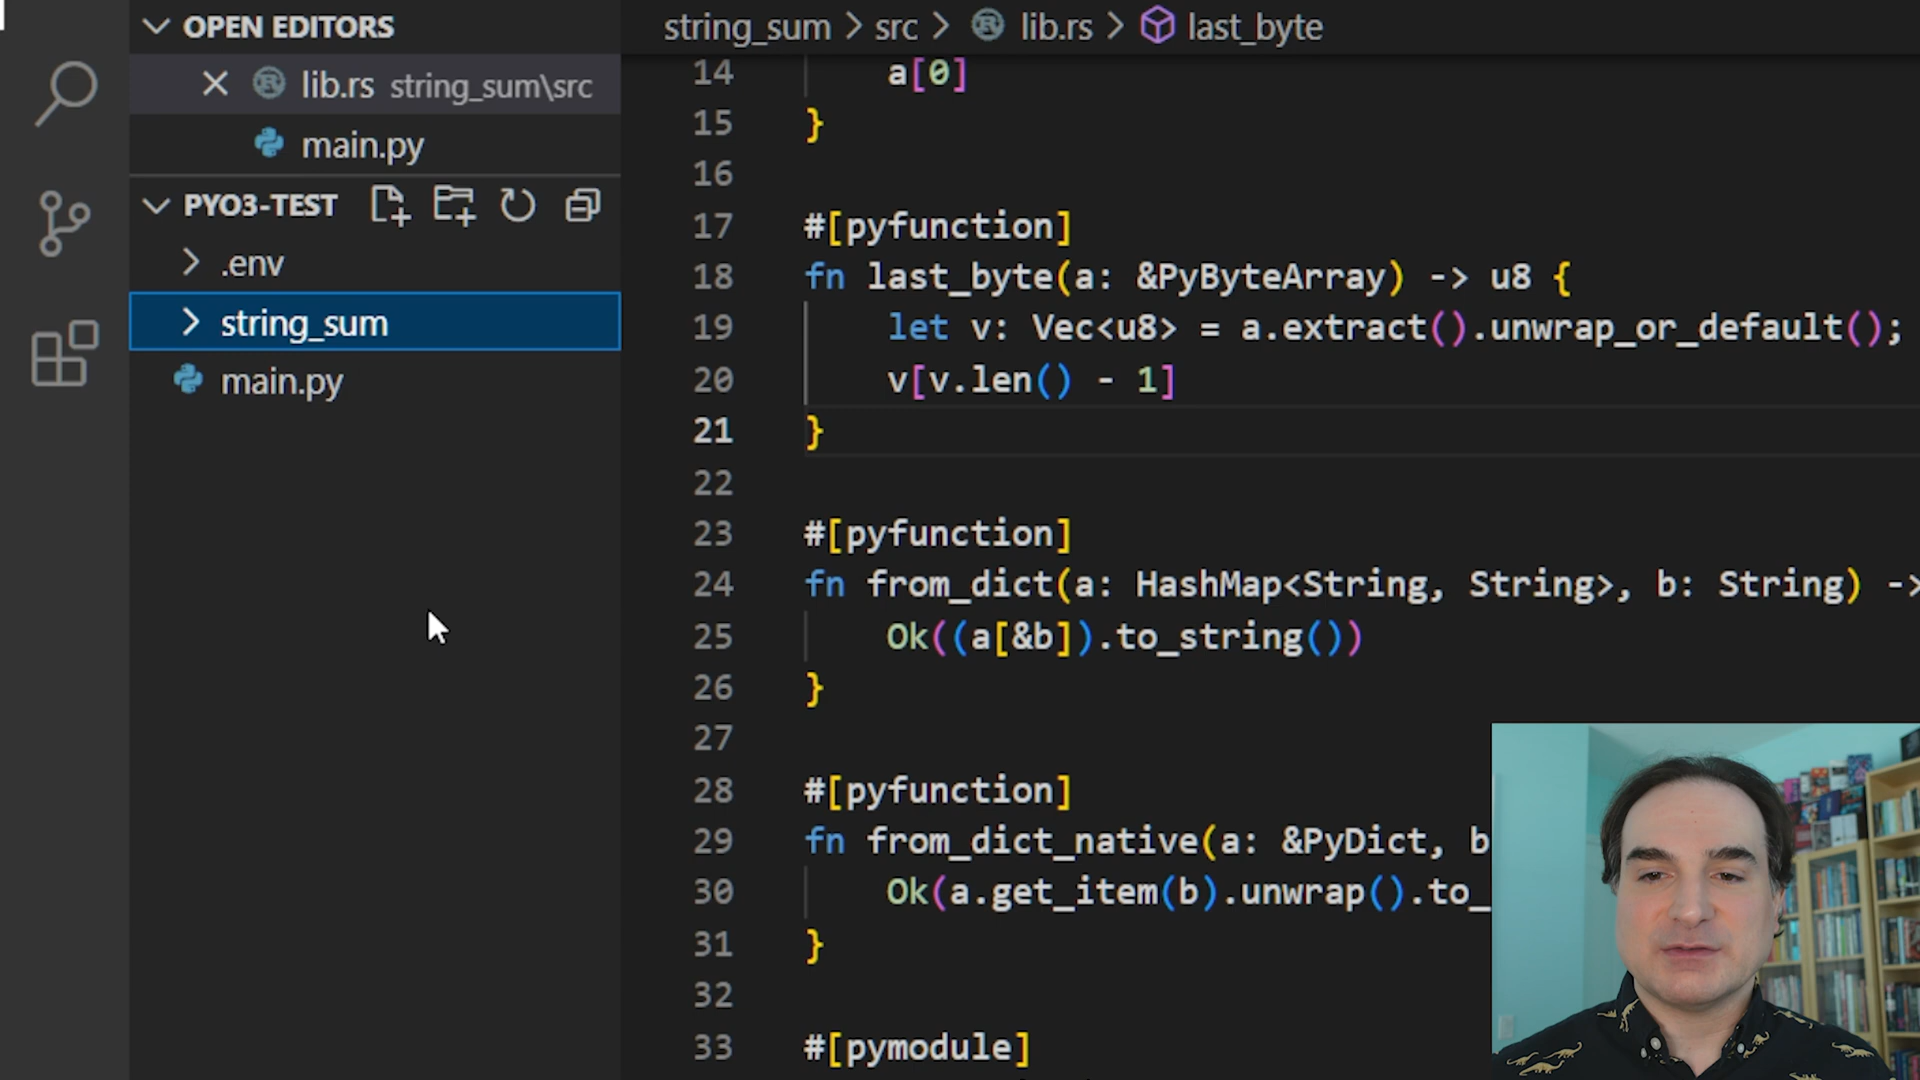 OPEN EDITORS
lib.rs string_sum\src
main.py
PYO3-TEST
.env
string_sum
main.py
string_sum > src > lib.rs > last_byte
14 a[0]
15 }
16
17 #[pyfunction]
18 fn last_byte(a: &PyByteArray) -> u8 {
19 let v: Vec<u8> = a.extract().unwrap_or_default();
20 v[v.len() - 1]
21 }
22
23 #[pyfunction]
24 fn from_dict(a: HashMap<String, String>, b: String) ->
25 Ok((a[&b]).to_string())
26 }
27
28 #[pyfunction]
29 fn from_dict_native(a: &PyDict, b
30 Ok(a.get_item(b).unwrap().to_
31 }
32
33 #[pymodule]